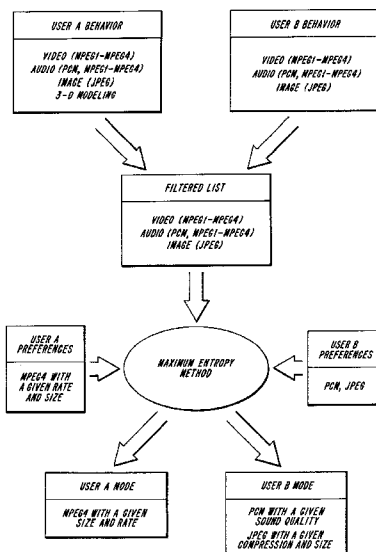 USER A BEHAVIOR
VIDEO (MPEG1-MPEG4)
AUDIO (PCM, MPEG1-MPEG4)
IMAGE (JPEG)
3-D MODELING
USER B BEHAVIOR
VIDEO (MPEG1-MPEG4)
AUDIO (PCM, MPEG1-MPEG4)
IMAGE (JPEG)
FILTERED LIST
VIDEO (MPEG1-MPEG4)
AUDIO (PCM, MPEG1-MPEG4)
IMAGE (JPEG)
USER A
PREFERENCES
MPEG4 WITH
A GIVEN RATE
AND SIZE
MAXIMUM ENTROPY
METHOD
USER B
PREFERENCES
PCM, JPEG
USER A MODE
MPEG4 WITH A GIVEN
SIZE AND RATE
USER B MODE
PCM WITH A GIVEN
SOUND QUALITY
JPEG WITH A GIVEN
COMPRESSION AND SIZE